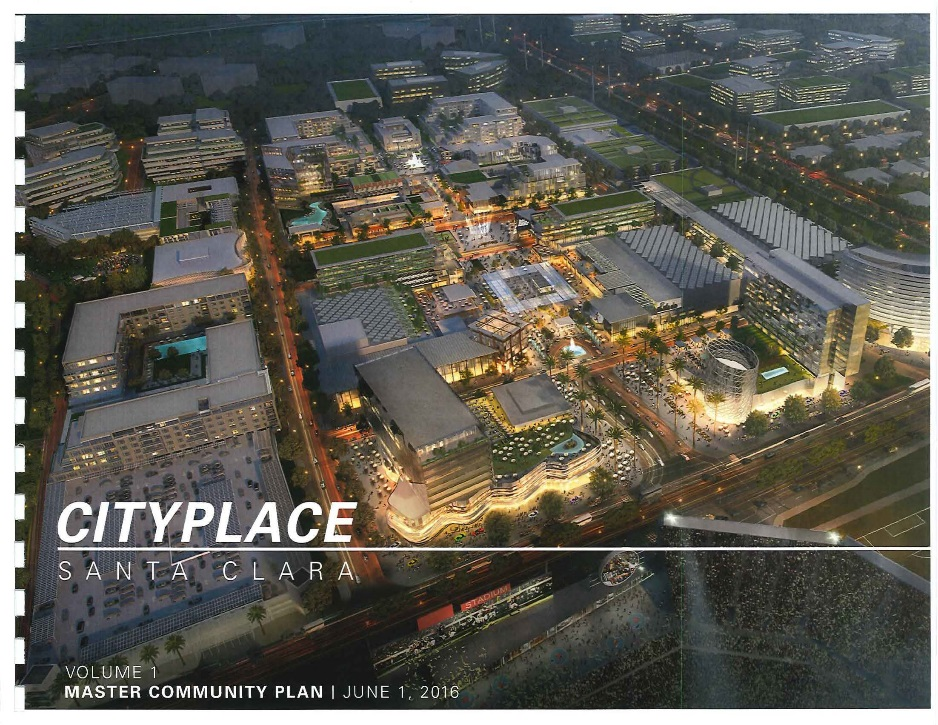 CITYPLACE
SANTA CLARA
STADIUM
VOLUME 1
MASTER COMMUNITY PLAN | JUNE 1, 2016